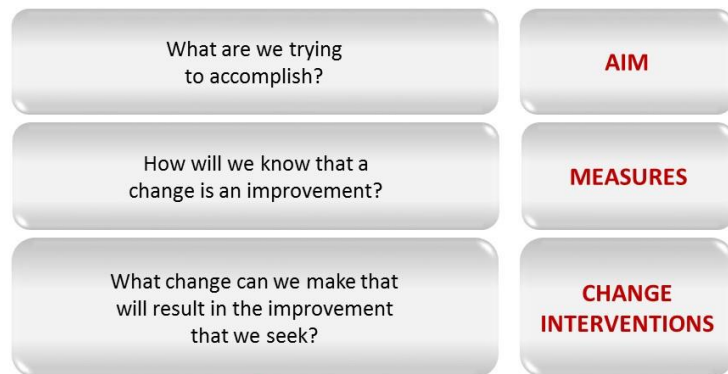 What are we trying
to accomplish?
AIM
How will we know that a
change is an improvement?
MEASURES
What change can we make that
will result in the improvement
that we seek?
CHANGE
INTERVENTIONS